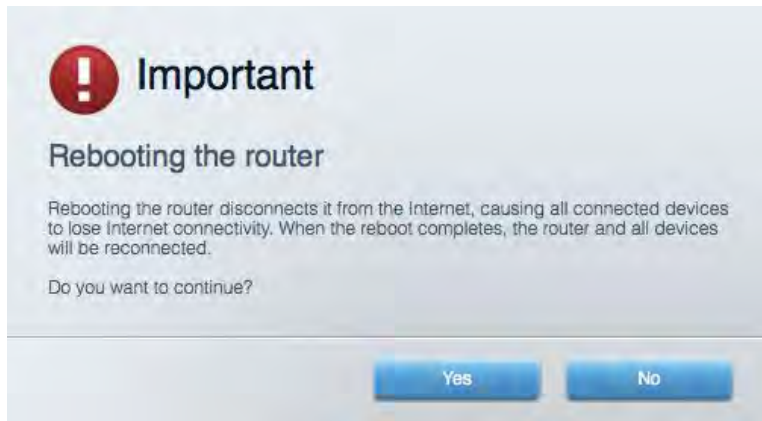 Important
Rebooting the router
Rebooting the router disconnects it from the Internet, causing all connected devices
to lose Internet connectivity. When the reboot completes, the router and all devices
will be reconnected.
Do you want to continue?
Yes
No